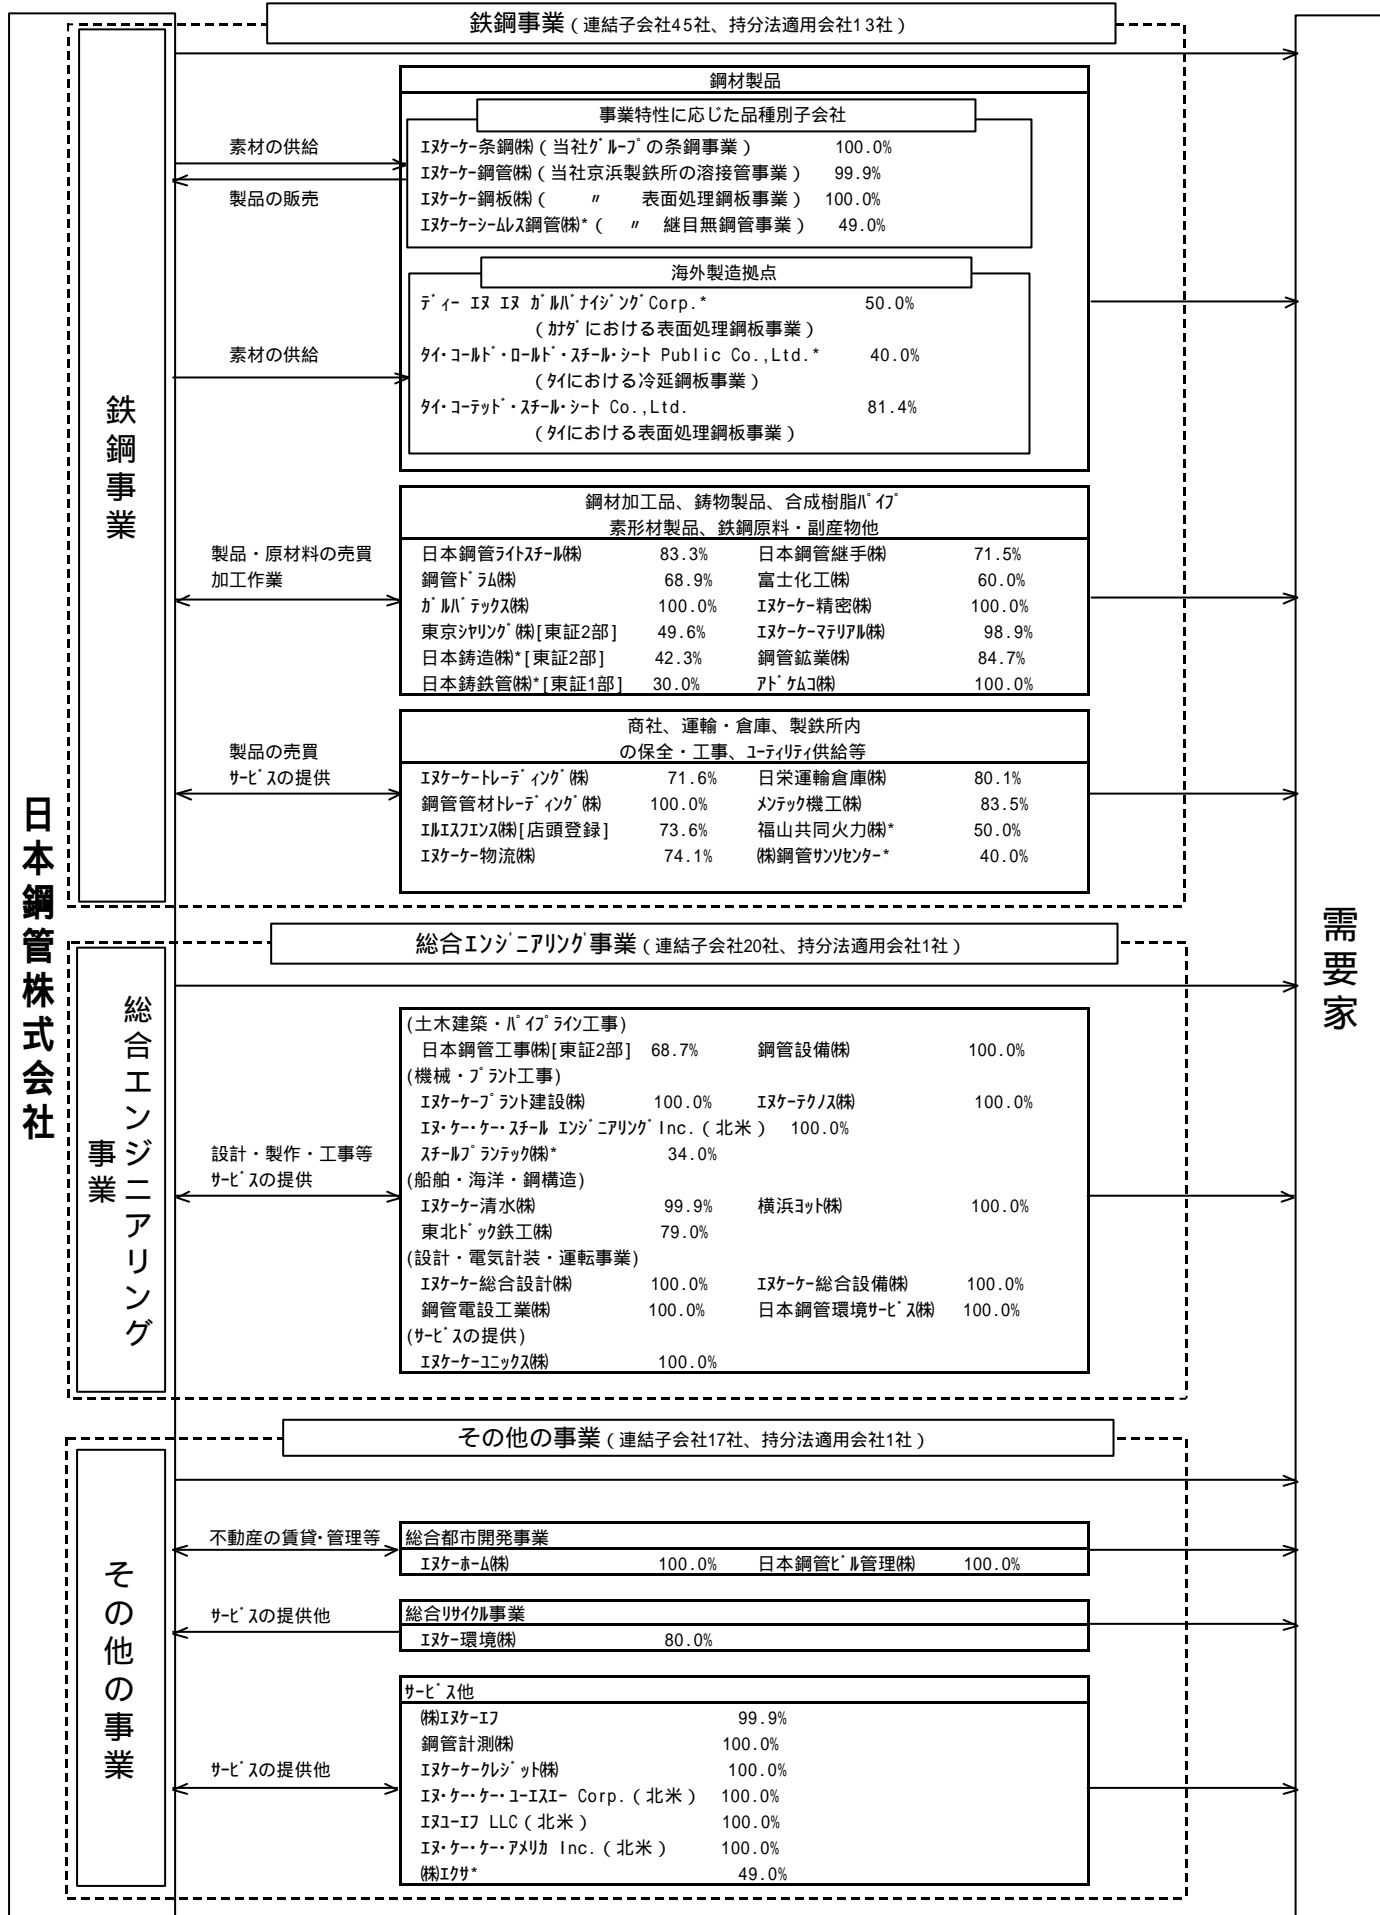 日本鋼管株式会社
需要家
鉄鋼事業（連結子会社45社、持分法適用会社13社）
鉄鋼事業
鋼材製品
事業特性に応じた品種別子会社
素材の供給
製品の販売
ｴﾇｹｰｹｰ条鋼㈱（当社ｸﾞﾙｰﾌﾟの条鋼事業） 100.0%
ｴﾇｹｰｹｰ鋼管㈱（当社京浜製鉄所の溶接管事業） 99.9%
ｴﾇｹｰｹｰ鋼板㈱（ 〃 表面処理鋼板事業） 100.0%
ｴﾇｹｰｹｰｼｰﾑﾚｽ鋼管㈱*（ 〃 継目無鋼管事業） 49.0%
海外製造拠点
素材の供給
ﾃﾞｨｰ ｴﾇ ｴﾇ ｶﾞﾙﾊﾞﾅｲｼﾞﾝｸﾞCorp.* 50.0%
（ｶﾅﾀﾞにおける表面処理鋼板事業）
ﾀｲ･ｺｰﾙﾄﾞ･ﾛｰﾙﾄﾞ･ｽﾁｰﾙ･ｼｰﾄ Public Co.,Ltd.* 40.0%
（ﾀｲにおける冷延鋼板事業）
ﾀｲ･ｺｰﾃｯﾄﾞ･ｽﾁｰﾙ･ｼｰﾄ Co.,Ltd. 81.4%
（ﾀｲにおける表面処理鋼板事業）
鋼材加工品、鋳物製品、合成樹脂ﾊﾟｲﾌﾟ
素形材製品、鉄鋼原料・副産物他
製品・原材料の売買
加工作業
日本鋼管ﾗｲﾄｽﾁｰﾙ㈱ 83.3% 日本鋼管継手㈱ 71.5%
鋼管ﾄﾞﾗﾑ㈱ 68.9% 富士化工㈱ 60.0%
ｶﾞﾙﾊﾞﾃｯｸｽ㈱ 100.0% ｴﾇｹｰｹｰ精密㈱ 100.0%
東京ｼﾔﾘﾝｸﾞ㈱[東証2部] 49.6% ｴﾇｹｰｹｰﾏﾃﾘｱﾙ㈱ 98.9%
日本鋳造㈱*[東証2部] 42.3% 鋼管鉱業㈱ 84.7%
日本鋳鉄管㈱*[東証1部] 30.0% ｱﾄﾞｹﾑｺ㈱ 100.0%
商社、運輸・倉庫、製鉄所内
の保全・工事、ﾕｰﾃｨﾘﾃｨ供給等
製品の売買
ｻｰﾋﾞｽの提供
ｴﾇｹｰｹｰﾄﾚｰﾃﾞｨﾝｸﾞ㈱ 71.6% 日栄運輸倉庫㈱ 80.1%
鋼管管材ﾄﾚｰﾃﾞｨﾝｸﾞ㈱ 100.0% ﾒﾝﾃｯｸ機工㈱ 83.5%
ｴﾙｴｽﾌｴﾝｽ㈱[店頭登録] 73.6% 福山共同火力㈱* 50.0%
ｴﾇｹｰｹｰ物流㈱ 74.1% ㈱鋼管ｻﾝｿｾﾝﾀｰ* 40.0%
総合ｴﾝｼﾞﾆｱﾘﾝｸﾞ事業（連結子会社20社、持分法適用会社1社）
総合エンジニアリング
事業
設計・製作・工事等
ｻｰﾋﾞｽの提供
(土木建築・ﾊﾟｲﾌﾟﾗｲﾝ工事)
日本鋼管工事㈱[東証2部] 68.7% 鋼管設備㈱ 100.0%
(機械・ﾌﾟﾗﾝﾄ工事)
ｴﾇｹｰｹｰﾌﾟﾗﾝﾄ建設㈱ 100.0% ｴﾇｹｰﾃｸﾉｽ㈱ 100.0%
ｴﾇ･ｹｰ･ｹｰ･ｽﾁｰﾙ ｴﾝｼﾞﾆｱﾘﾝｸﾞInc.（北米） 100.0%
ｽﾁｰﾙﾌﾟﾗﾝﾃｯｸ㈱* 34.0%
(船舶・海洋・鋼構造)
ｴﾇｹｰｹｰ清水㈱ 99.9% 横浜ﾖｯﾄ㈱ 100.0%
東北ﾄﾞｯｸ鉄工㈱ 79.0%
(設計・電気計装・運転事業)
ｴﾇｹｰｹｰ総合設計㈱ 100.0% ｴﾇｹｰｹｰ総合設備㈱ 100.0%
鋼管電設工業㈱ 100.0% 日本鋼管環境ｻｰﾋﾞｽ㈱ 100.0%
(ｻｰﾋﾞｽの提供)
ｴﾇｹｰｹｰﾕﾆｯｸｽ㈱ 100.0%
その他の事業（連結子会社17社、持分法適用会社1社）
その他の事業
不動産の賃貸･管理等
総合都市開発事業
ｴﾇｹｰﾎｰﾑ㈱ 100.0% 日本鋼管ﾋﾞﾙ管理㈱ 100.0%
ｻｰﾋﾞｽの提供他
総合ﾘｻｲｸﾙ事業
ｴﾇｹｰ環境㈱ 80.0%
ｻｰﾋﾞｽ他
ｻｰﾋﾞｽの提供他
㈱ｴﾇｹｰｴﾌ 99.9%
鋼管計測㈱ 100.0%
ｴﾇｹｰｹｰｸﾚｼﾞｯﾄ㈱ 100.0%
ｴﾇ･ｹｰ･ｹｰ･ﾕｰｴｽｴｰ Corp.（北米） 100.0%
ｴﾇﾕｰｴﾌ LLC（北米） 100.0%
ｴﾇ･ｹｰ･ｹｰ･ｱﾒﾘｶ Inc.（北米） 100.0%
㈱ｴｸｻ* 49.0%